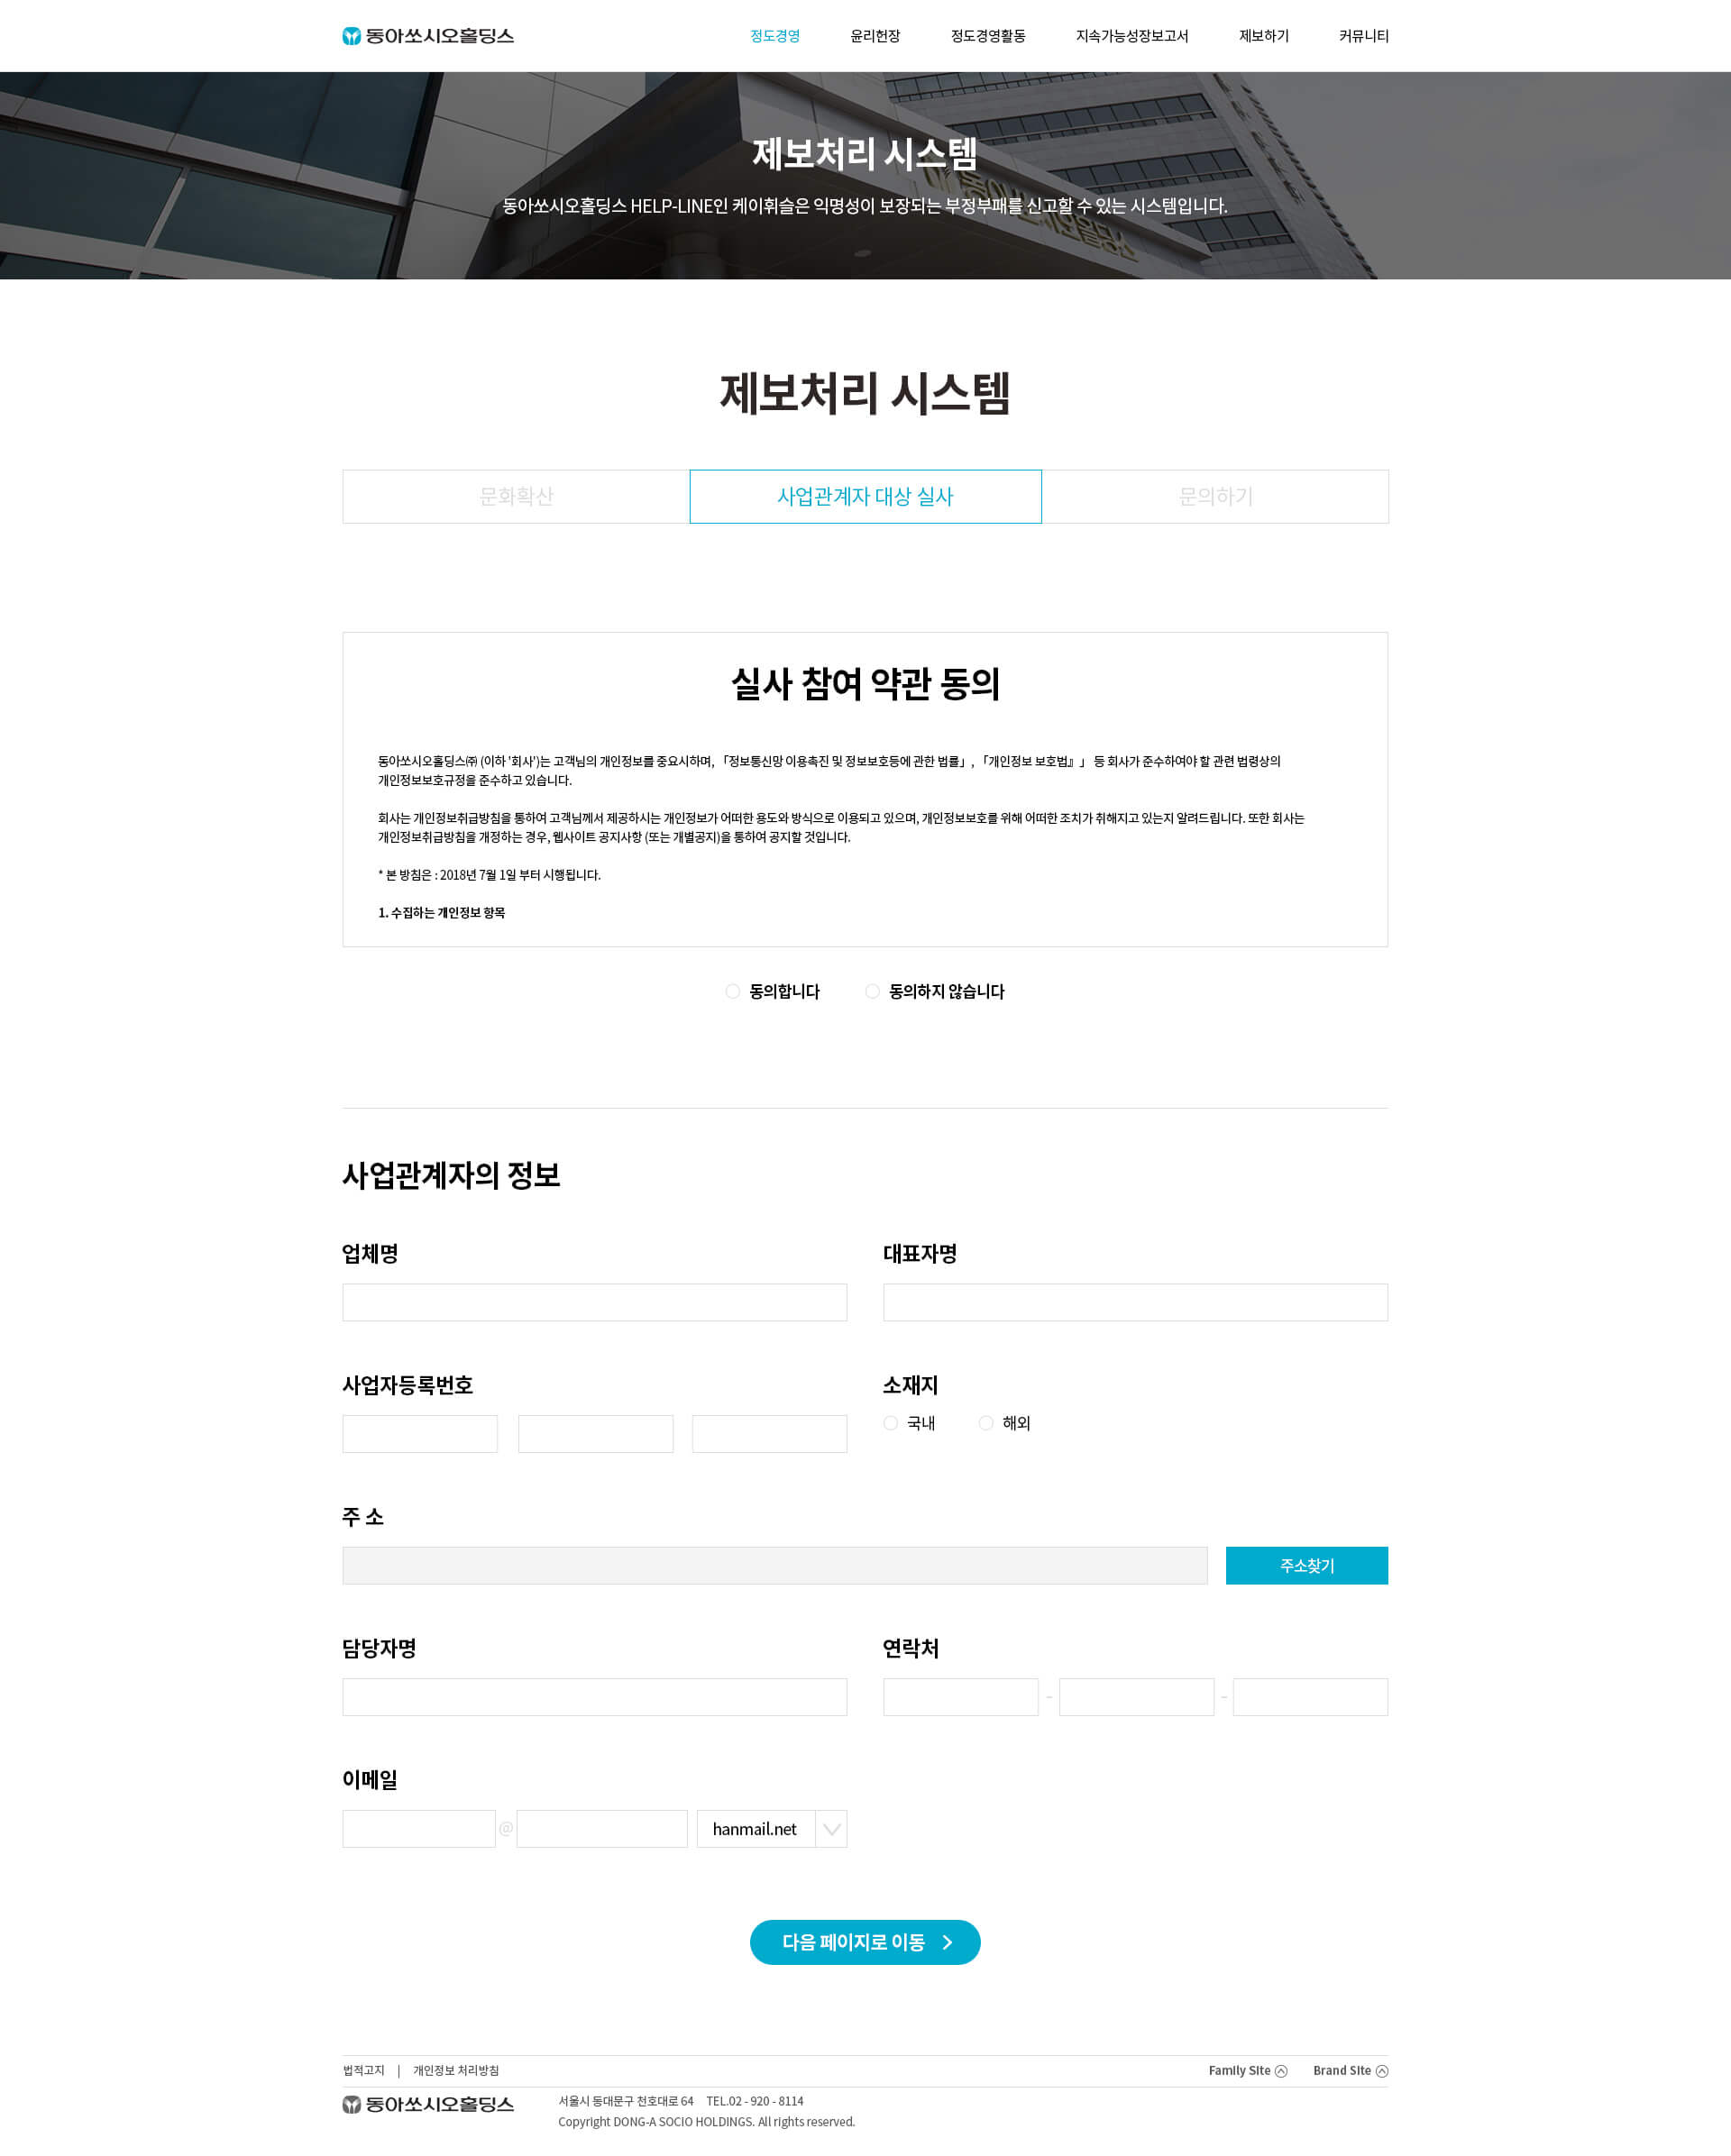 동아쏘시오홀딩스
정도경영 윤리헌장 정도경영활동 지속가능성장보고서 제보하기 커뮤니티
제보처리 시스템
동아쏘시오홀딩스 HELP-LINE인 케이휘슬은 익명성이 보장되는 부정부패를 신고할 수 있는 시스템입니다.
제보처리 시스템
문화확산 사업관계자 대상 실사 문의하기
실사 참여 약관 동의
동아쏘시오홀딩스㈜ (이하 '회사')는 고객님의 개인정보를 중요시하며, 「정보통신망 이용촉진 및 정보보호등에 관한 법률」, 「개인정보 보호법』」 등 회사가 준수하여야 할 관련 법령상의
개인정보보호규정을 준수하고 있습니다.
회사는 개인정보취급방침을 통하여 고객님께서 제공하시는 개인정보가 어떠한 용도와 방식으로 이용되고 있으며, 개인정보보호를 위해 어떠한 조치가 취해지고 있는지 알려드립니다. 또한 회사는
개인정보취급방침을 개정하는 경우, 웹사이트 공지사항 (또는 개별공지)을 통하여 공지할 것입니다.
* 본 방침은 : 2018년 7월 1일 부터 시행됩니다.
1. 수집하는 개인정보 항목
동의합니다 동의하지 않습니다
사업관계자의 정보
업체명 대표자명
사업자등록번호 소재지
국내 해외
주 소
주소찾기
담당자명 연락처
- -
이메일
@ hanmail.net
다음 페이지로 이동
법적고지 | 개인정보 처리방침 Family Site Brand Site
동아쏘시오홀딩스 서울시 동대문구 천호대로 64 TEL.02 - 920 - 8114
Copyright DONG-A SOCIO HOLDINGS. All rights reserved.